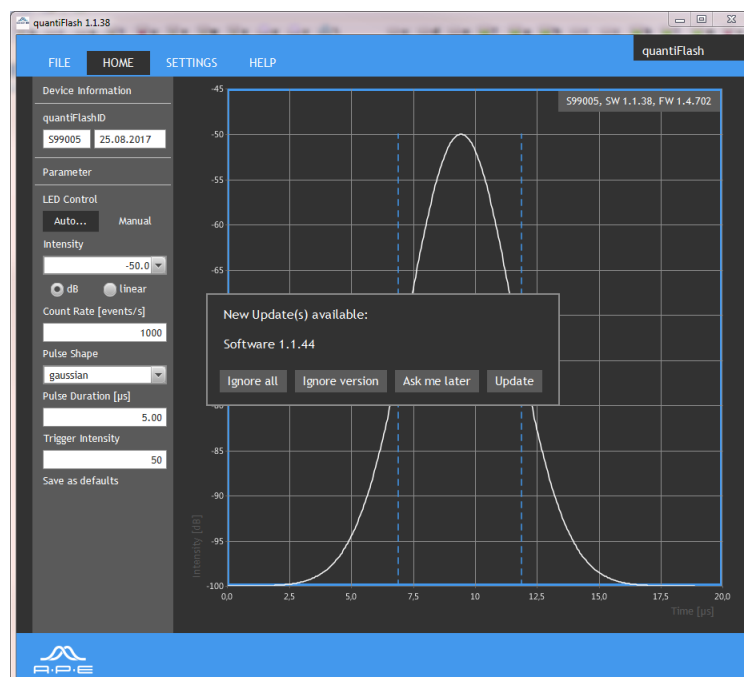 quantiFlash 1.1.38
quantiFlash
FILE HOME SETTINGS HELP
Device Information
quantiFlashID
S99005 25.08.2017
Parameter
LED Control
Auto... Manual
Intensity
-50.0
dB linear
Count Rate [events/s]
1000
Pulse Shape
gaussian
Pulse Duration [µs]
5.00
Trigger Intensity
50
Save as defaults
S99005, SW 1.1.38, FW 1.4.702
-45
-50
-55
-60
-65
New Update(s) available:
Software 1.1.44
Ignore all Ignore version Ask me later Update
-85
-90
-95
-100
Intensity [dB]
0,0 2,5 5,0 7,5 10 12,5 15,0 17,5 20,0
Time [µs]
A·P·E